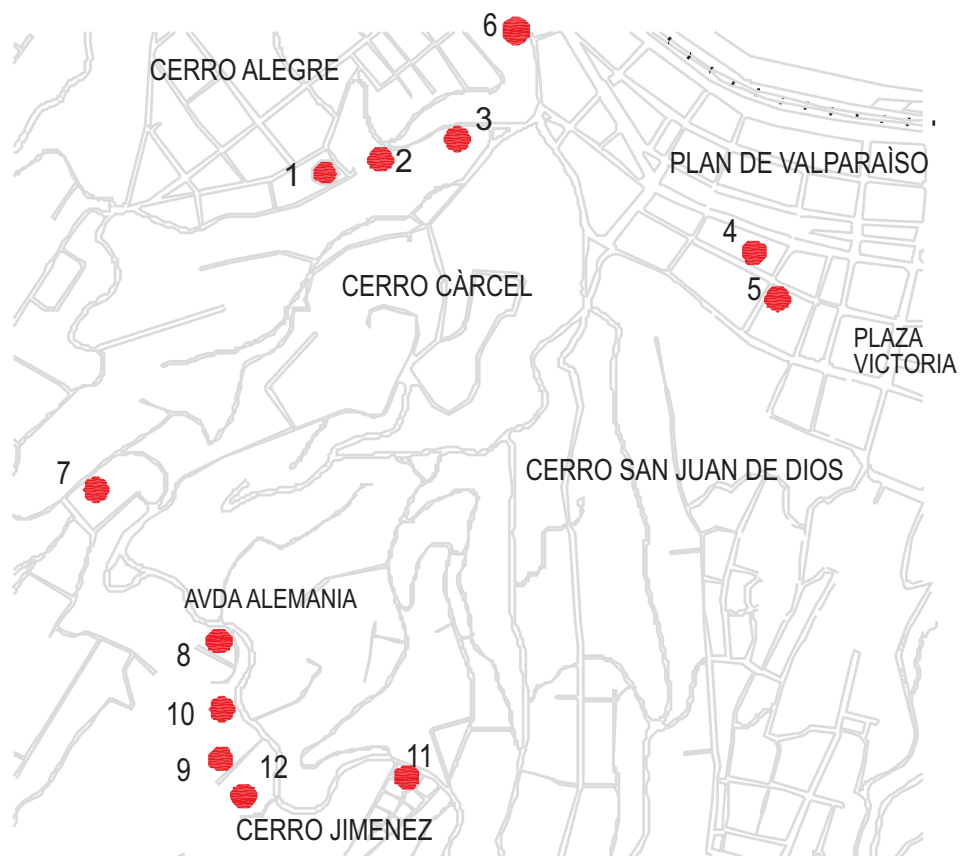 6
CERRO ALEGRE
3
1
2
PLAN DE VALPARAÌSO
4
CERRO CÀRCEL
5
PLAZA
VICTORIA
7
CERRO SAN JUAN DE DIOS
AVDA ALEMANIA
8
10
9
12
11
CERRO JIMENEZ